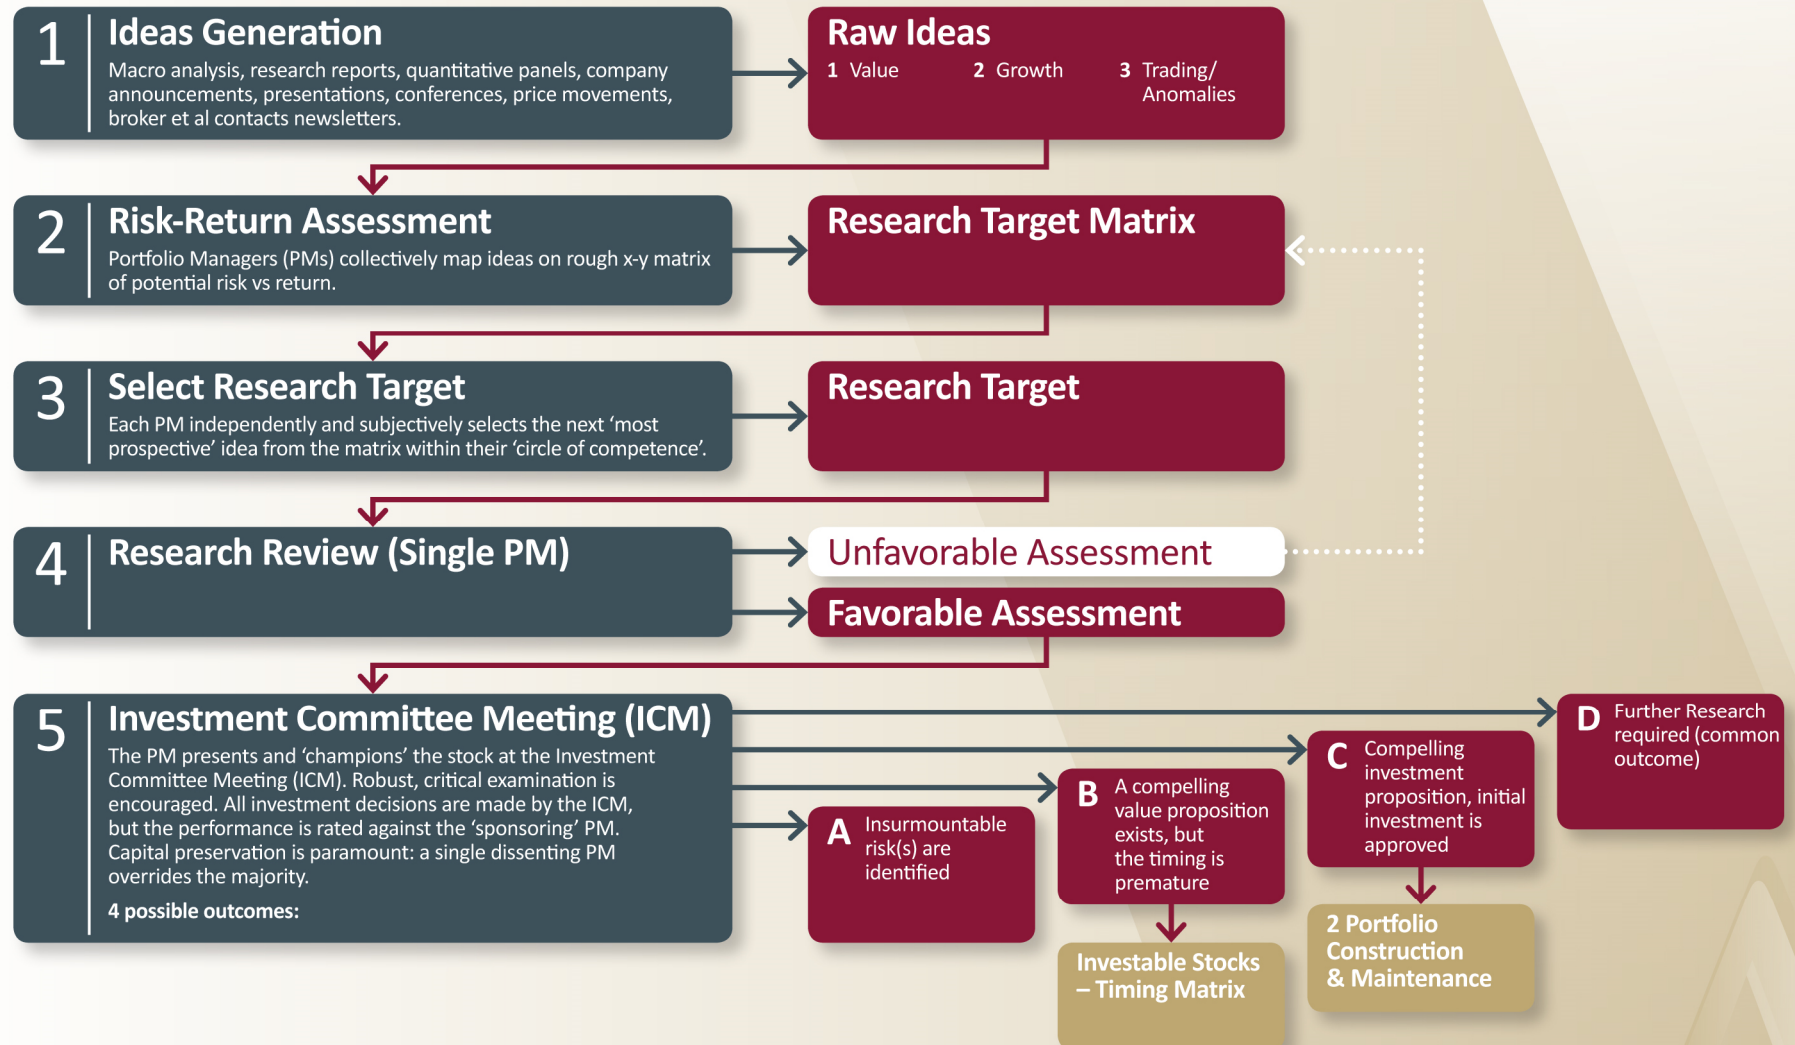 1
Ideas Generation
Macro analysis, research reports, quantitative panels, company
announcements, presentations, conferences, price movements,
broker et al contacts newsletters.
Raw Ideas
1 Value
2 Growth
3 Trading/
Anomalies
2
Risk-Return Assessment
Portfolio Managers (PMs) collectively map ideas on rough x-y matrix
of potential risk vs return.
Research Target Matrix
3
Select Research Target
Each PM independently and subjectively selects the next ‘most
prospective’ idea from the matrix within their ‘circle of competence’.
Research Target
4
Research Review (Single PM)
Unfavorable Assessment
Favorable Assessment
5
Investment Committee Meeting (ICM)
The PM presents and ‘champions’ the stock at the Investment
Committee Meeting (ICM). Robust, critical examination is
encouraged. All investment decisions are made by the ICM,
but the performance is rated against the ‘sponsoring’ PM.
Capital preservation is paramount: a single dissenting PM
overrides the majority.
4 possible outcomes:
A Insurmountable
risk(s) are
identified
B A compelling
value proposition
exists, but
the timing is
premature
C Compelling
investment
proposition, initial
investment is
approved
D Further Research
required (common
outcome)
Investable Stocks
– Timing Matrix
2 Portfolio
Construction
& Maintenance